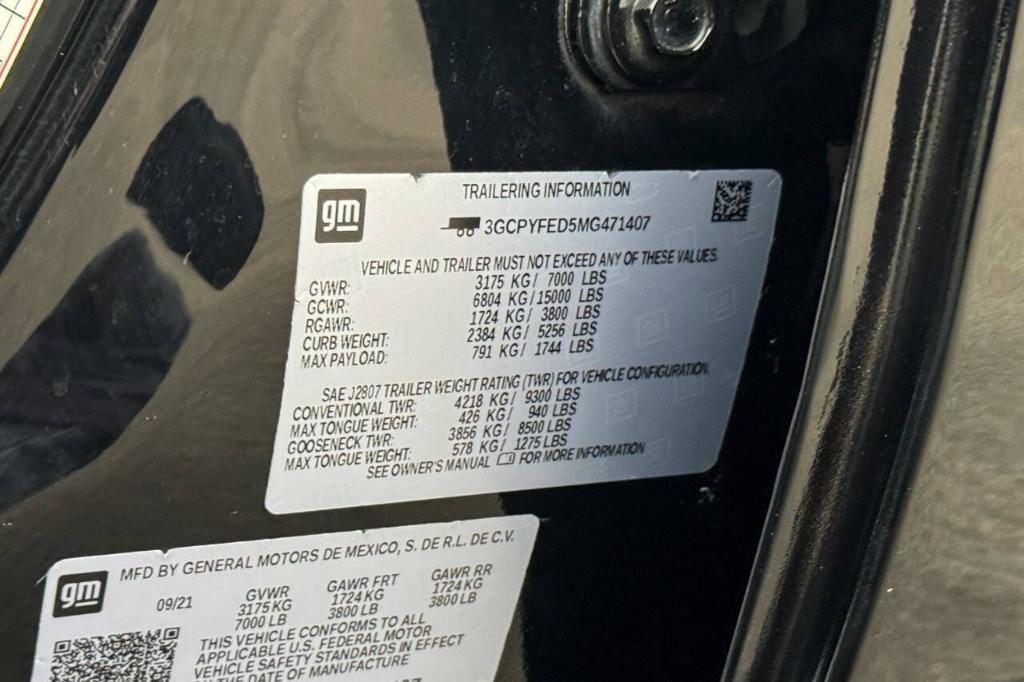 gm
TRAILERING INFORMATION
3GCPYFED5MG471407
VEHICLE AND TRAILER MUST NOT EXCEED ANY OF THESE VALUES.
GVWR: 3175 KG/ 7000 LBS
GCWR: 6804 KG/15000 LBS
RGAWR: 1724 KG/ 3800 LBS
CURB WEIGHT: 2384 KG/ 5256 LBS
MAX PAYLOAD: 791 KG/ 1744 LBS
SAE J2807 TRAILER WEIGHT RATING (TWR) FOR VEHICLE CONFIGURATION.
CONVENTIONAL TWR: 4218 KG/ 9300 LBS
MAX TONGUE WEIGHT: 426 KG/ 940 LBS
GOOSENECK TWR: 3856 KG/ 8500 LBS
MAX TONGUE WEIGHT: 578 KG/ 1275 LBS
SEE OWNER'S MANUAL FOR MORE INFORMATION
gm
MFD BY GENERAL MOTORS DE MEXICO, S. DE R.L. DE C.V.
09/21 GVWR GAWR FRT GAWR RR
3175 KG 1724 KG 1724 KG
7000 LB 3800 LB 3800 LB
THIS VEHICLE CONFORMS TO ALL
APPLICABLE U.S. FEDERAL MOTOR
VEHICLE SAFETY STANDARDS IN EFFECT
ON THE DATE OF MANUFACTURE